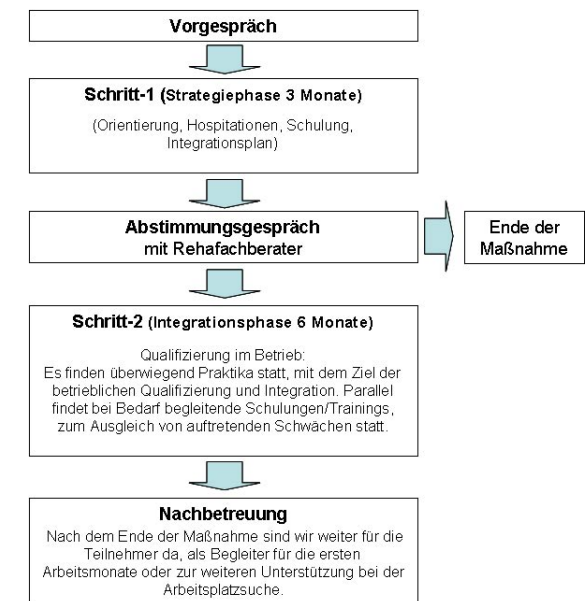 Vorgespräch
Schritt-1 (Strategiephase 3 Monate)
(Orientierung, Hospitationen, Schulung,
Integrationsplan)
Abstimmungsgespräch
mit Rehafachberater
Ende der
Maßnahme
Schritt-2 (Integrationsphase 6 Monate)
Qualifizierung im Betrieb:
Es finden überwiegend Praktika statt, mit dem Ziel der
betrieblichen Qualifizierung und Integration. Parallel
findet bei Bedarf begleitende Schulungen/Trainings,
zum Ausgleich von auftretenden Schwächen statt.
Nachbetreuung
Nach dem Ende der Maßnahme sind wir weiter für die
Teilnehmer da, als Begleiter für die ersten
Arbeitsmonate oder zur weiteren Unterstützung bei der
Arbeitsplatzsuche.